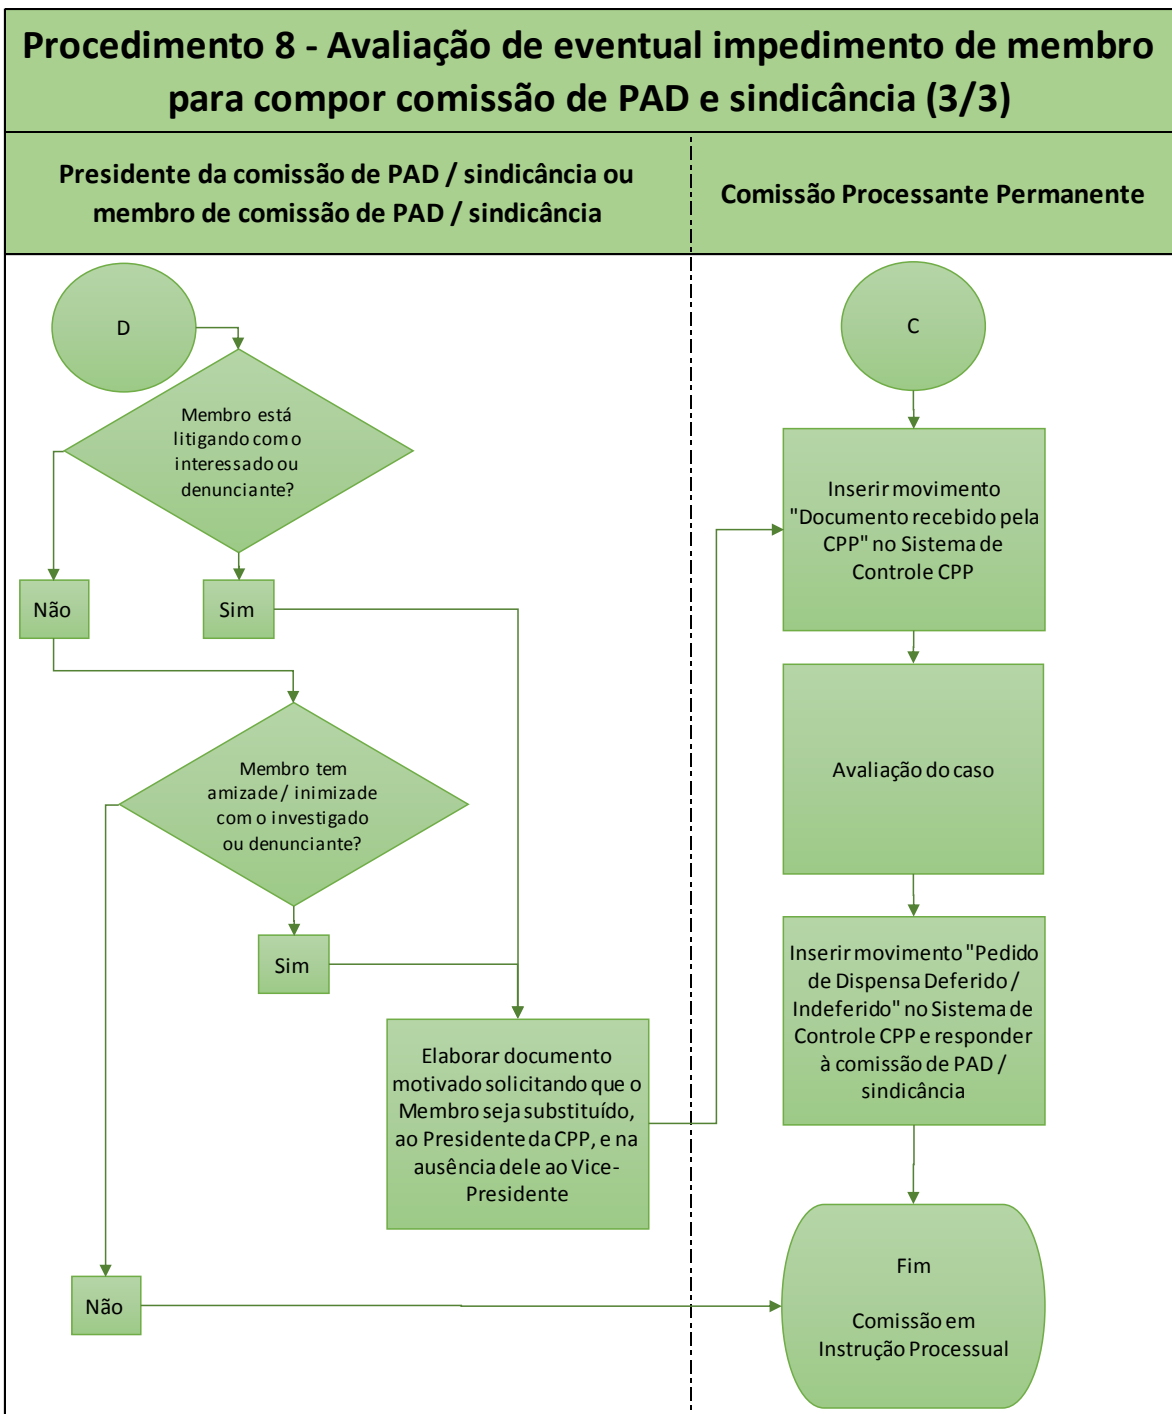 Procedimento 8 - Avaliação de eventual impedimento de membro
para compor comissão de PAD e sindicância (3/3)
Presidente da comissão de PAD / sindicância ou
membro de comissão de PAD / sindicância
Comissão Processante Permanente
D
Membro está
litigando com o
interessado ou
denunciante?
Não
Sim
Membro tem
amizade / inimizade
com o investigado
ou denunciante?
Sim
Elaborar documento
motivado solicitando que o
Membro seja substituído,
ao Presidente da CPP, e na
ausência dele ao Vice-
Presidente
Não
C
Inserir movimento
"Documento recebido pela
CPP" no Sistema de
Controle CPP
Avaliação do caso
Inserir movimento "Pedido
de Dispensa Deferido /
Indeferido" no Sistema de
Controle CPP e responder
à comissão de PAD /
sindicância
Fim
Comissão em
Instrução Processual